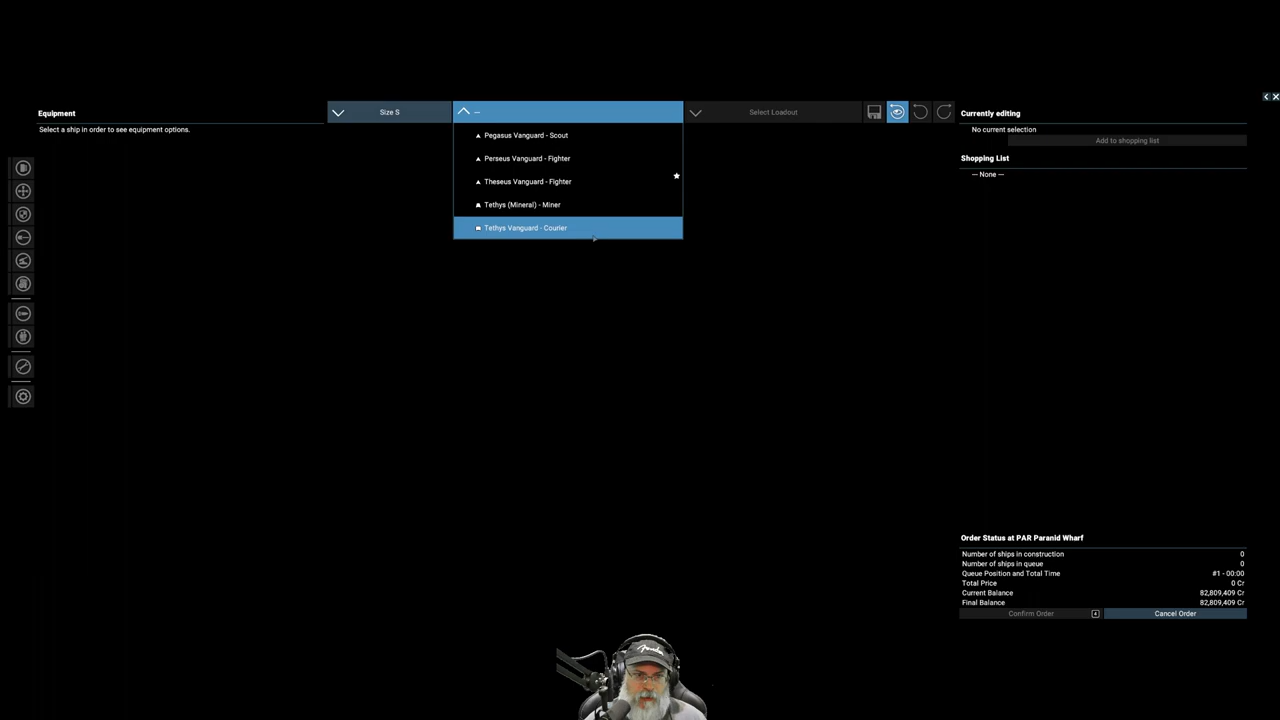 Equipment
Select a ship in order to see equipment options.
Size S
--
Pegasus Vanguard - Scout
Perseus Vanguard - Fighter
Theseus Vanguard - Fighter
Tethys (Mineral) - Miner
Tethys Vanguard - Courier
Select Loadout
Currently editing
No current selection
Add to shopping list
Shopping List
— None —
Order Status at PAR Paranid Wharf
Number of ships in construction 0
Number of ships in queue 0
Queue Position and Total Time #1 - 00:00
Total Price 0 Cr
Current Balance 82,809,409 Cr
Final Balance 82,809,409 Cr
Confirm Order
Cancel Order
Fender